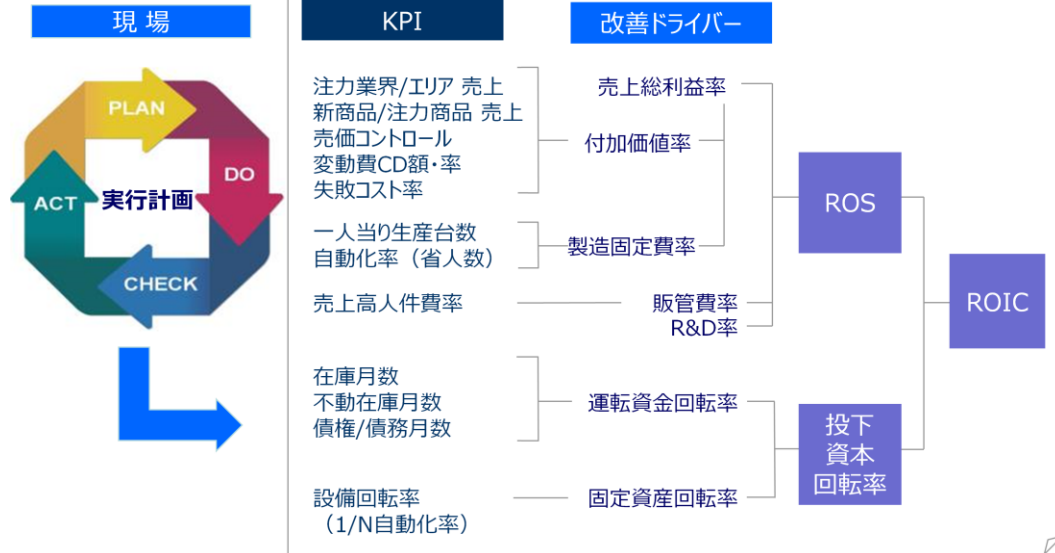 現 場
KPI
改善ドライバー
PLAN
DO
CHECK
ACT
実行計画
注力業界/エリア 売上
新商品/注力商品 売上
売価コントロール
変動費CD額・率
失敗コスト率
一人当り生産台数
自動化率（省人数）
売上高人件費率
在庫月数
不動在庫月数
債権/債務月数
設備回転率
（1/N自動化率）
売上総利益率
付加価値率
製造固定費率
販管費率
R&D率
運転資金回転率
固定資産回転率
ROS
投下
資本
回転率
ROIC